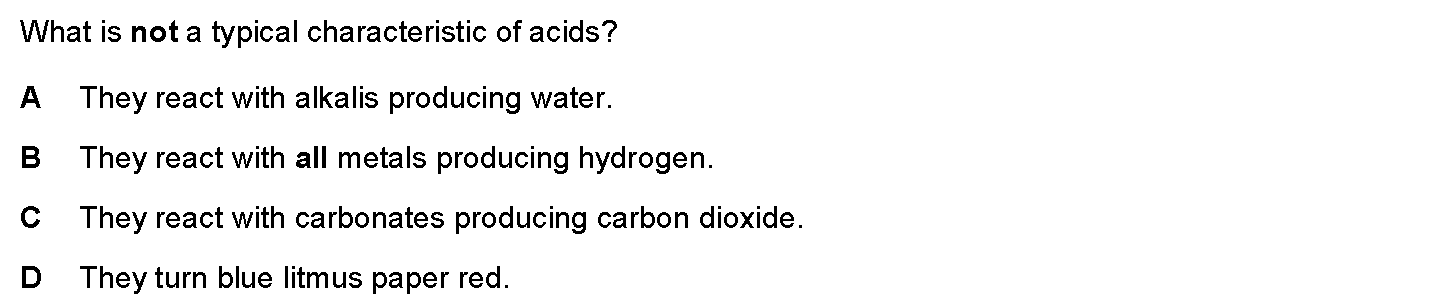 What is not a typical characteristic of acids?
A They react with alkalis producing water.
B They react with all metals producing hydrogen.
C They react with carbonates producing carbon dioxide.
D They turn blue litmus paper red.